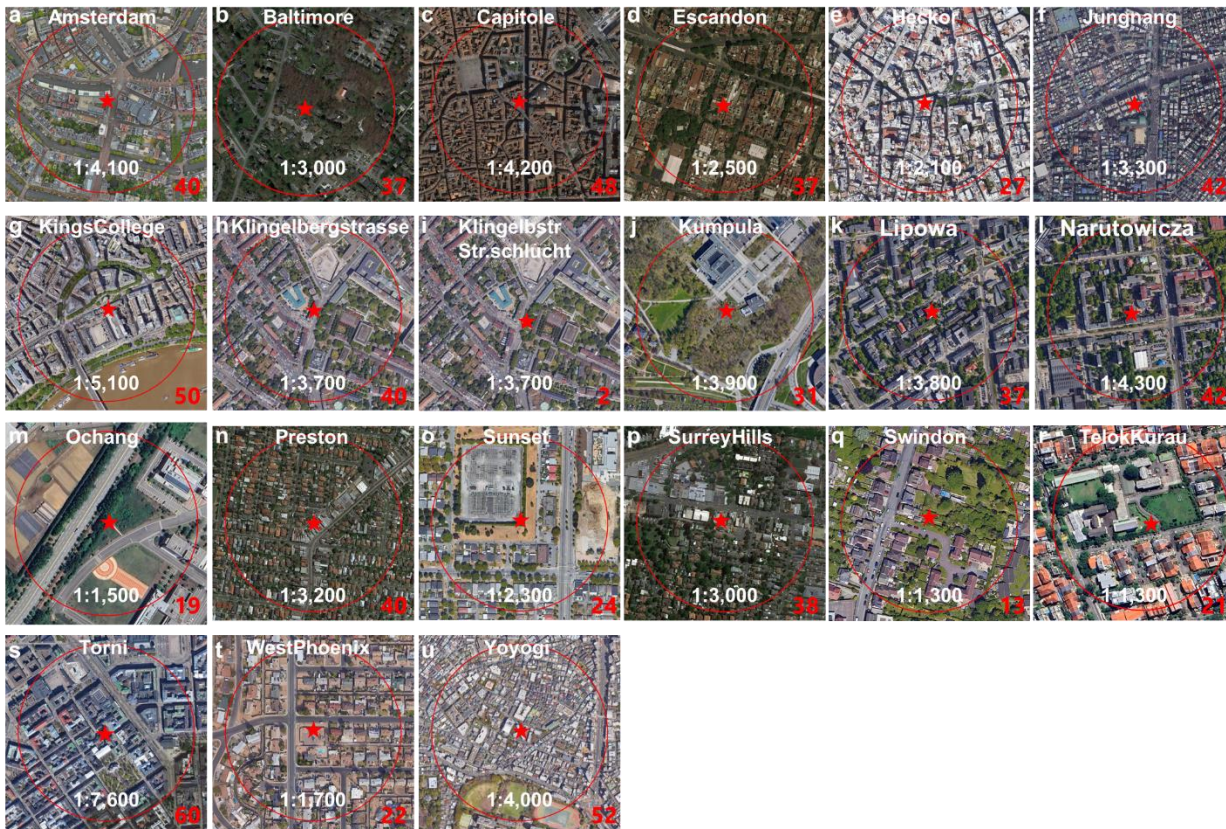 a Amsterdam
1:4,100
40
b Baltimore
1:3,000
37
c Capitole
1:4,200
48
d Escandon
1:2,500
37
e Heckor
1:2,100
27
f Jungnang
1:3,300
42
g KingsCollege
1:5,100
50
h Klingelbergstrasse
1:3,700
40
i Klingelbstr
Str.schlucht
1:3,700
2
j Kumpula
1:3,900
31
k Lipowa
1:3,800
37
l Narutowicza
1:4,300
42
m Ochang
1:1,500
19
n Preston
1:3,200
40
o Sunset
1:2,300
24
p SurreyHills
1:3,000
38
q Swindon
1:1,300
13
r TelokKurau
1:1,300
21
s Torni
1:7,600
60
t WestPhoenIx
1:1,700
22
u Yoyogi
1:4,000
52